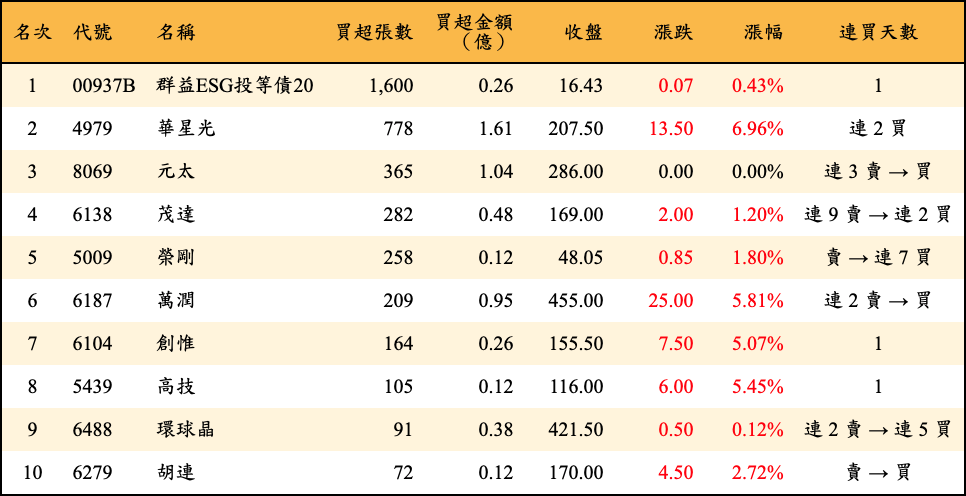 名次 代號 名稱 買超張數 買超金額（億） 收盤 漲跌 漲幅 連買天數
1 00937B 群益ESG投等債20 1,600 0.26 16.43 0.07 0.43% 1
2 4979 華星光 778 1.61 207.50 13.50 6.96% 連 2 買
3 8069 元太 365 1.04 286.00 0.00 0.00% 連 3 賣 → 買
4 6138 茂達 282 0.48 169.00 2.00 1.20% 連 9 賣 → 連 2 買
5 5009 榮剛 258 0.12 48.05 0.85 1.80% 賣 → 連 7 買
6 6187 萬潤 209 0.95 455.00 25.00 5.81% 連 2 賣 → 買
7 6104 創惟 164 0.26 155.50 7.50 5.07% 1
8 5439 高技 105 0.12 116.00 6.00 5.45% 1
9 6488 環球晶 91 0.38 421.50 0.50 0.12% 連 2 賣 → 連 5 買
10 6279 胡連 72 0.12 170.00 4.50 2.72% 賣 → 買